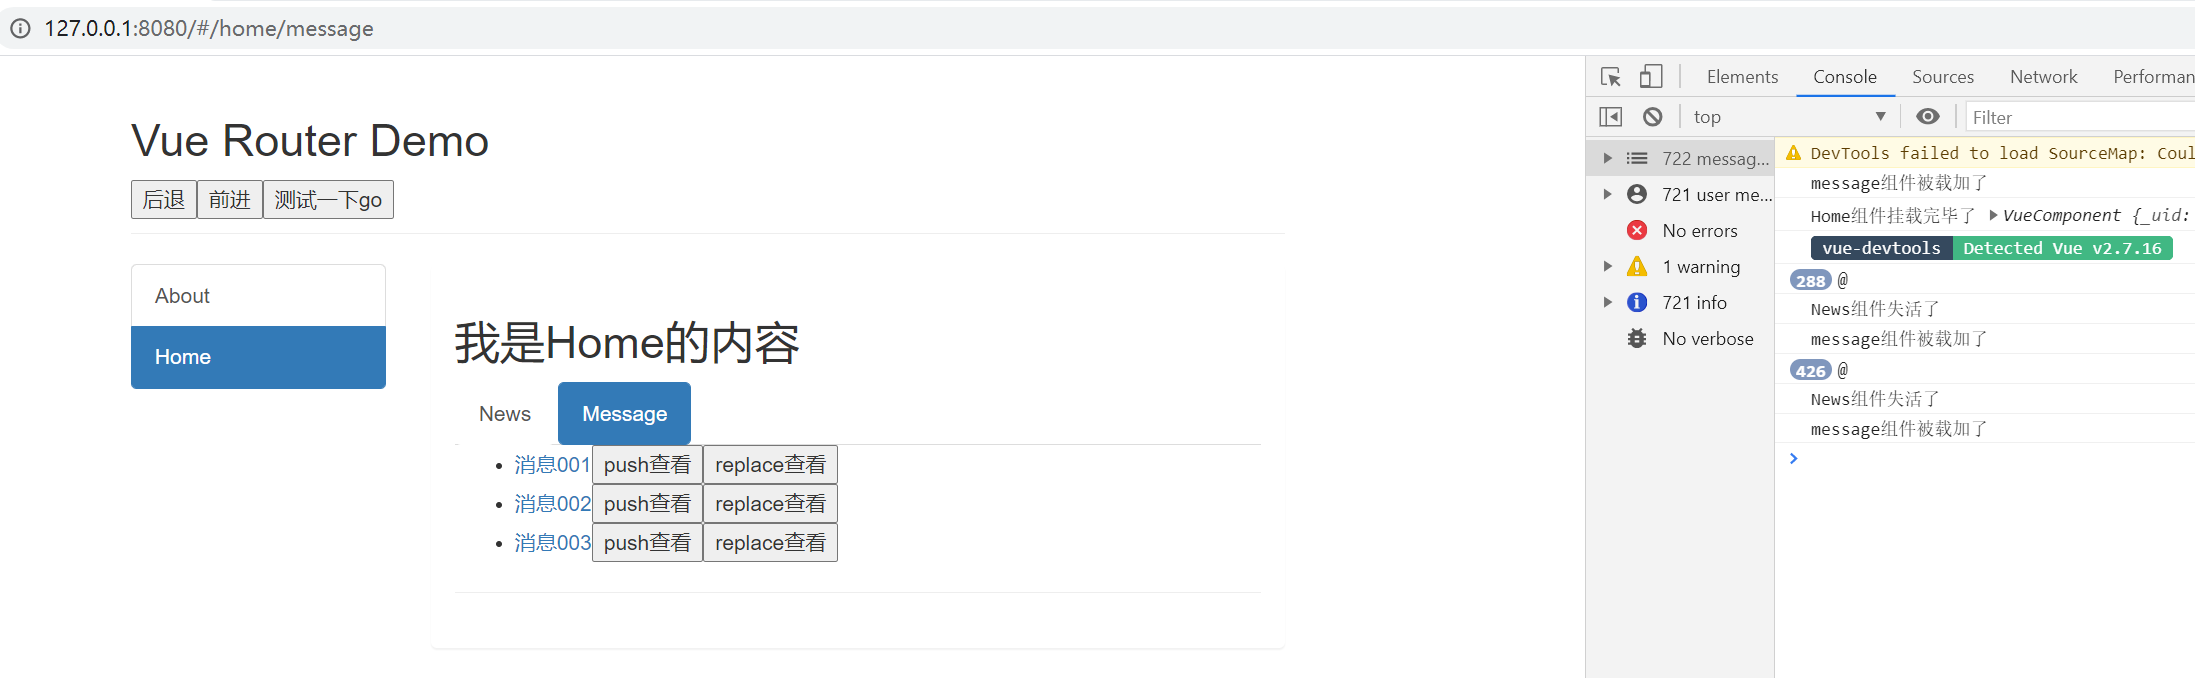 127.0.0.1:8080/#/home/message
Vue Router Demo
后退 前进 测试一下go
About
Home
我是Home的内容
News Message
消息001 push查看 replace查看
消息002 push查看 replace查看
消息003 push查看 replace查看
Elements Console Sources Network Performan
top Filter
722 messag...
721 user me...
No errors
1 warning
721 info
No verbose
DevTools failed to load SourceMap: Coul
message组件被载加了
Home组件挂载完毕了 VueComponent {_uid:
vue-devtools Detected Vue v2.7.16
288 @
News组件失活了
message组件被载加了
426 @
News组件失活了
message组件被载加了